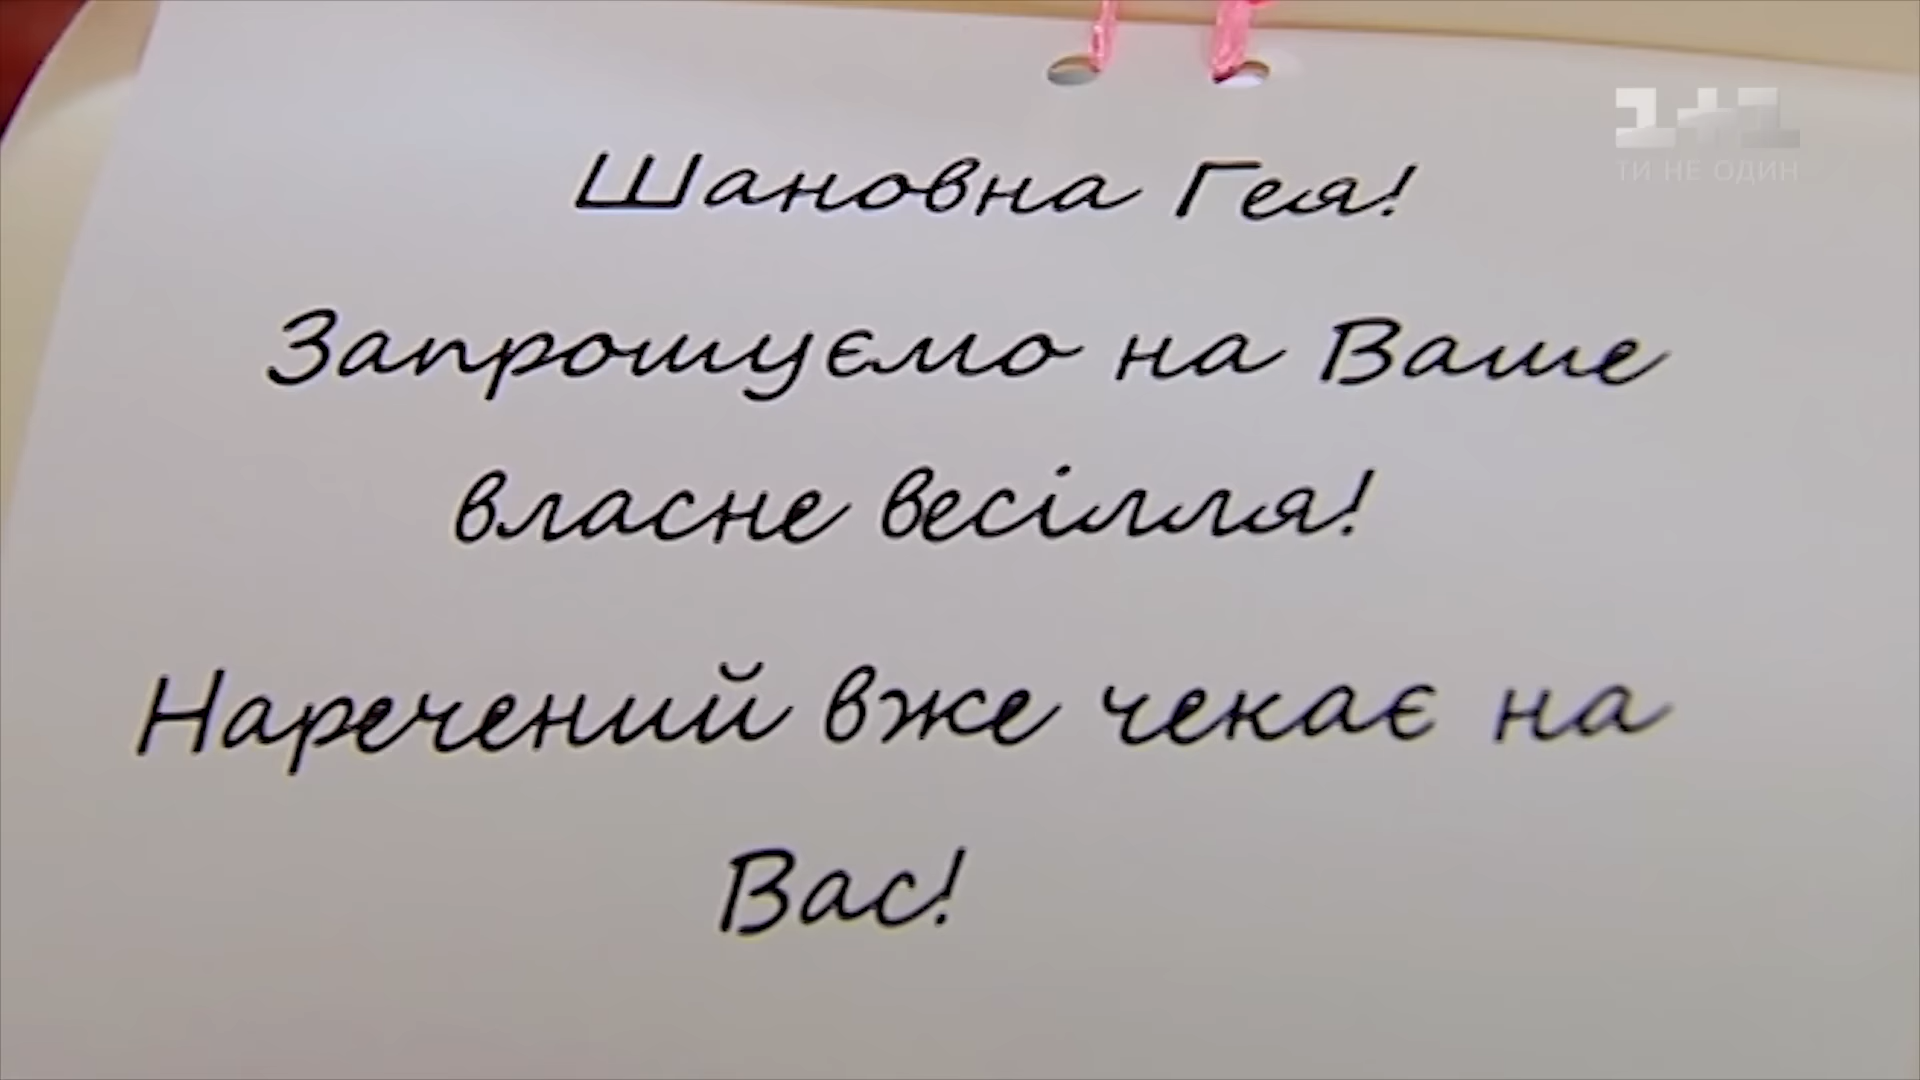 1+1
ТИ НЕ ОДИН
Шановна Гея!
Запрошуємо на Ваше
власне весілля!
Наречений вже чекає на
Вас!